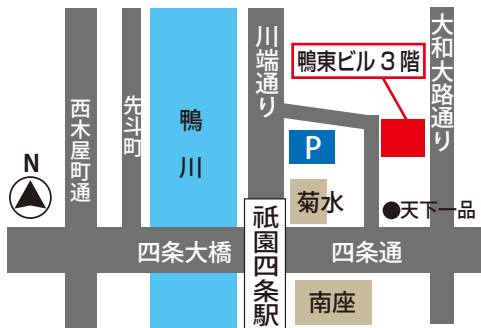 西木屋町通
先斗町
鴨川
川端通り
鴨東ビル3階
大和大路通り
N
P
菊水
●天下一品
四条大橋
祇園四条駅
四条通
南座